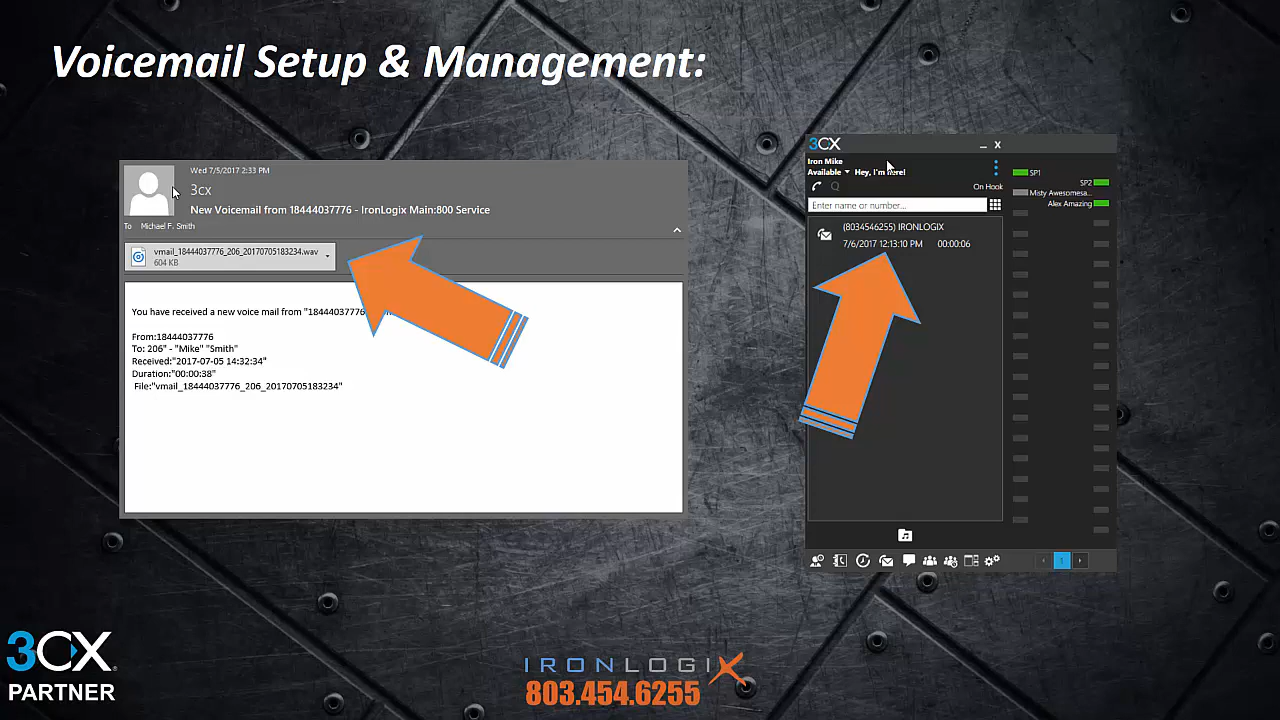 Voicemail Setup & Management:
Wed 7/5/2017 2:33 PM
3cx
New Voicemail from 18444037776 - IronLogix Main:800 Service
To Michael F. Smith
vmail_18444037776_206_20170705183234.wav
604 KB
You have received a new voice mail from "18444037776
From:18444037776
To: 206" - "Mike" "Smith"
Received:"2017-07-05 14:32:34"
Duration:"00:00:38"
File:"vmail_18444037776_206_20170705183234"
3CX
Iron Mike
Available Hey, I'm here!
On Hook
Enter name or number...
(8034546255) IRONLOGIX
7/6/2017 12:13:10 PM 00:00:06
SP1
SP2
Misty Awesomesa...
Alex Amazing
1
3CX
PARTNER
IRONLOGIX
803.454.6255